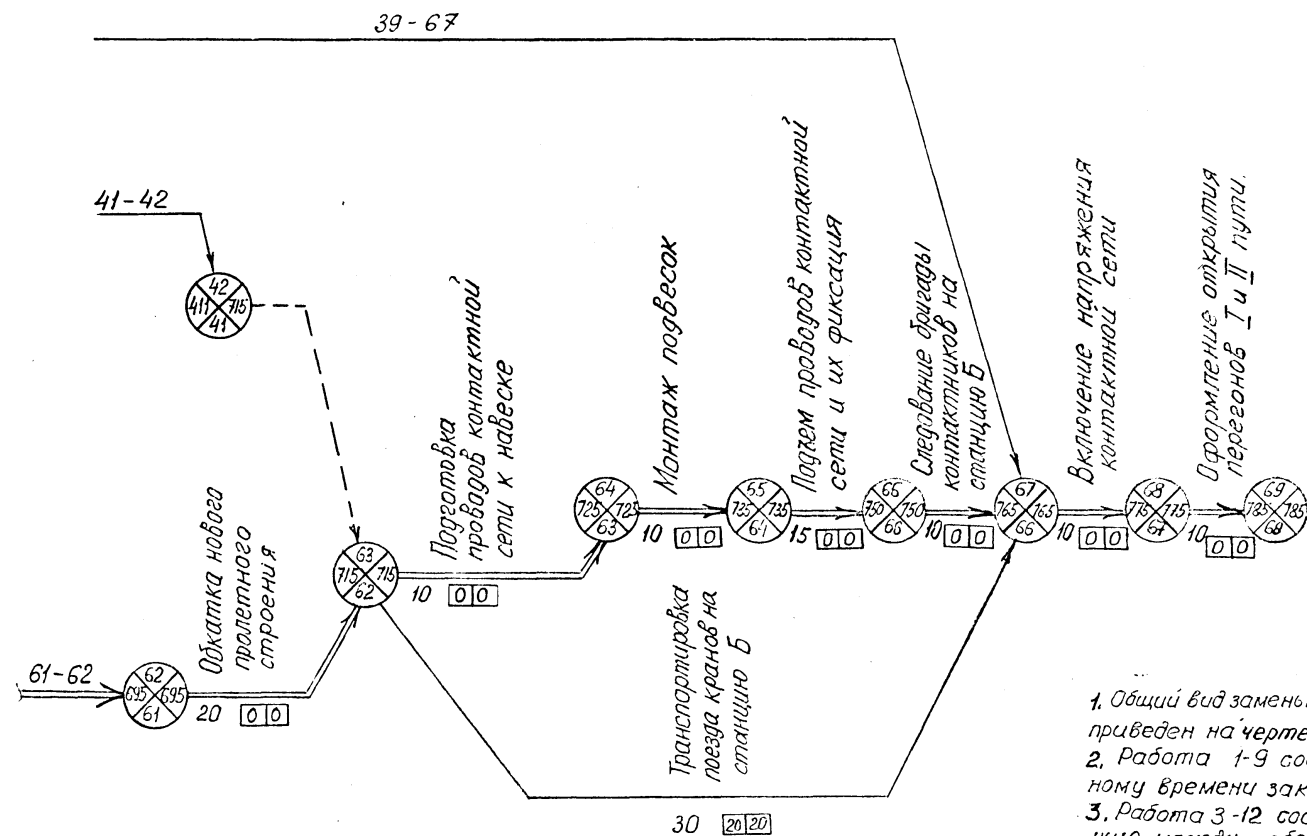 39-67
41-42
42
411 715
41
61-62
62
695 695
61
Обкатка нового
пролетного
строения
20 0 0
63
715 715
62
Подготовка
проводов контактной
сети к навеске
10 0 0
64
725 725
63
Монтаж подвесок
10 0 0
65
735 735
64
Подъем проводов контактной
сети и их фиксация
15 0 0
66
750 750
Следование бригады
контактников на
станцию Б
10 0 0
67
765 765
66
Включение напряжения
контактной сети
10 0 0
68
775 775
67
Оформление открытия
перегонов I и II пути.
10 0 0
69
785 785
68
Транспортировка
поезда кранов на
станцию Б
30 20 20
1. Общий вид замены
приведен на черте
2. Работа 1-9 соо
ному времени зак
3. Работа 3-12 соо